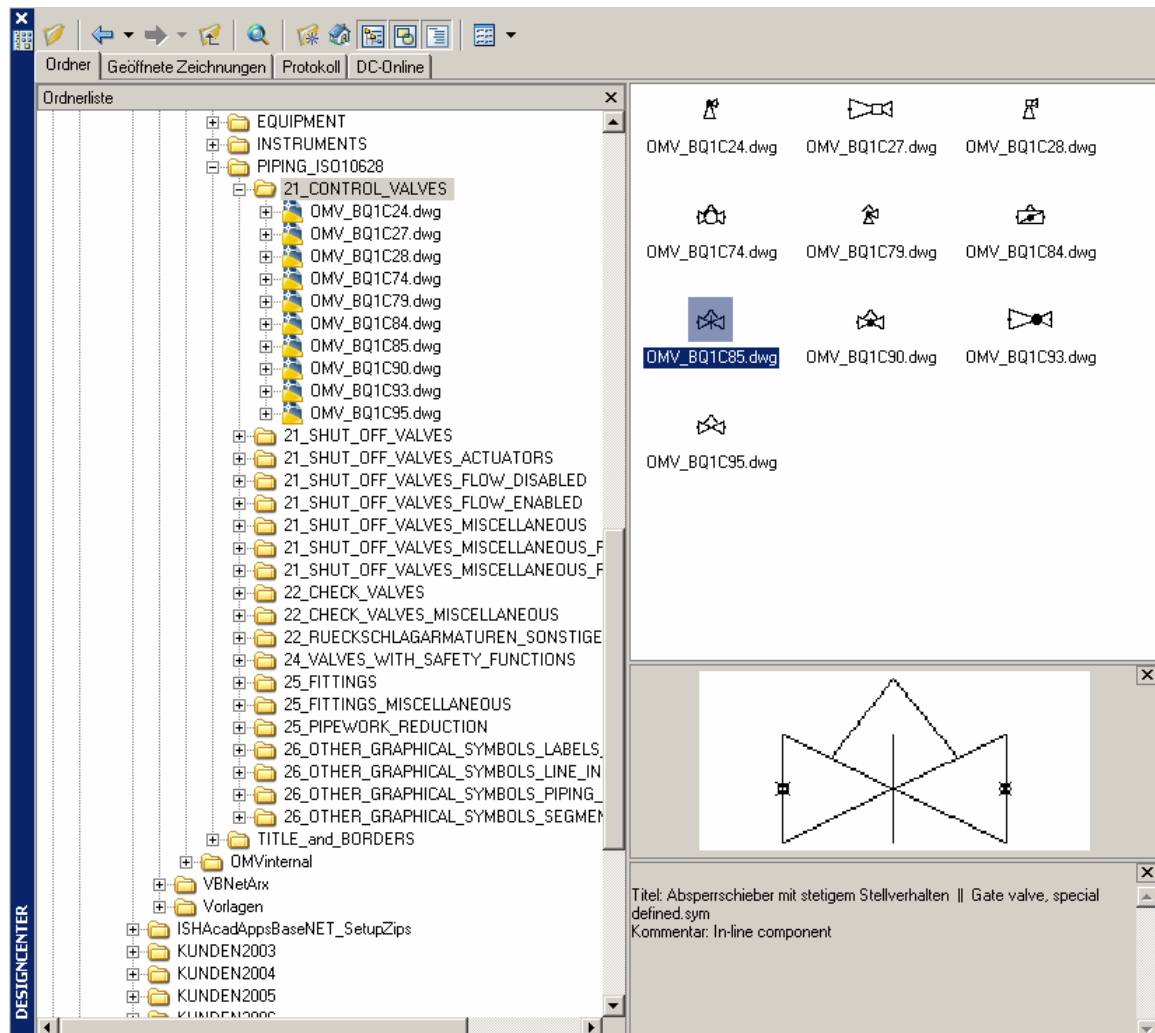 Ordner Geöffnete Zeichnungen Protokoll DC-Online
Ordnerliste
EQUIPMENT
INSTRUMENTS
PIPING_ISO10628
21_CONTROL_VALVES
OMV_BQ1C24.dwg
OMV_BQ1C27.dwg
OMV_BQ1C28.dwg
OMV_BQ1C74.dwg
OMV_BQ1C79.dwg
OMV_BQ1C84.dwg
OMV_BQ1C85.dwg
OMV_BQ1C90.dwg
OMV_BQ1C93.dwg
OMV_BQ1C95.dwg
21_SHUT_OFF_VALVES
21_SHUT_OFF_VALVES_ACTUATORS
21_SHUT_OFF_VALVES_FLOW_DISABLED
21_SHUT_OFF_VALVES_FLOW_ENABLED
21_SHUT_OFF_VALVES_MISCELLANEOUS
21_SHUT_OFF_VALVES_MISCELLANEOUS_F
21_SHUT_OFF_VALVES_MISCELLANEOUS_F
22_CHECK_VALVES
22_CHECK_VALVES_MISCELLANEOUS
22_RUECKSCHLAGARMATUREN_SONSTIGE
24_VALVES_WITH_SAFETY_FUNCTIONS
25_FITTINGS
25_FITTINGS_MISCELLANEOUS
25_PIPEWORK_REDUCTION
26_OTHER_GRAPHICAL_SYMBOLS_LABELS_
26_OTHER_GRAPHICAL_SYMBOLS_LINE_IN
26_OTHER_GRAPHICAL_SYMBOLS_PIPING_
26_OTHER_GRAPHICAL_SYMBOLS_SEGMEN
TITLE_and_BORDERS
OMVinternal
VBNetArx
Vorlagen
ISHAcadAppsBaseNET_SetupZips
KUNDEN2003
KUNDEN2004
KUNDEN2005
KUNDEN2006
OMV_BQ1C24.dwg OMV_BQ1C27.dwg OMV_BQ1C28.dwg
OMV_BQ1C74.dwg OMV_BQ1C79.dwg OMV_BQ1C84.dwg
OMV_BQ1C85.dwg OMV_BQ1C90.dwg OMV_BQ1C93.dwg
OMV_BQ1C95.dwg
Titel: Absperrschieber mit stetigem Stellverhalten || Gate valve, special
defined.sym
Kommentar: In-line component
DESIGNCENTER